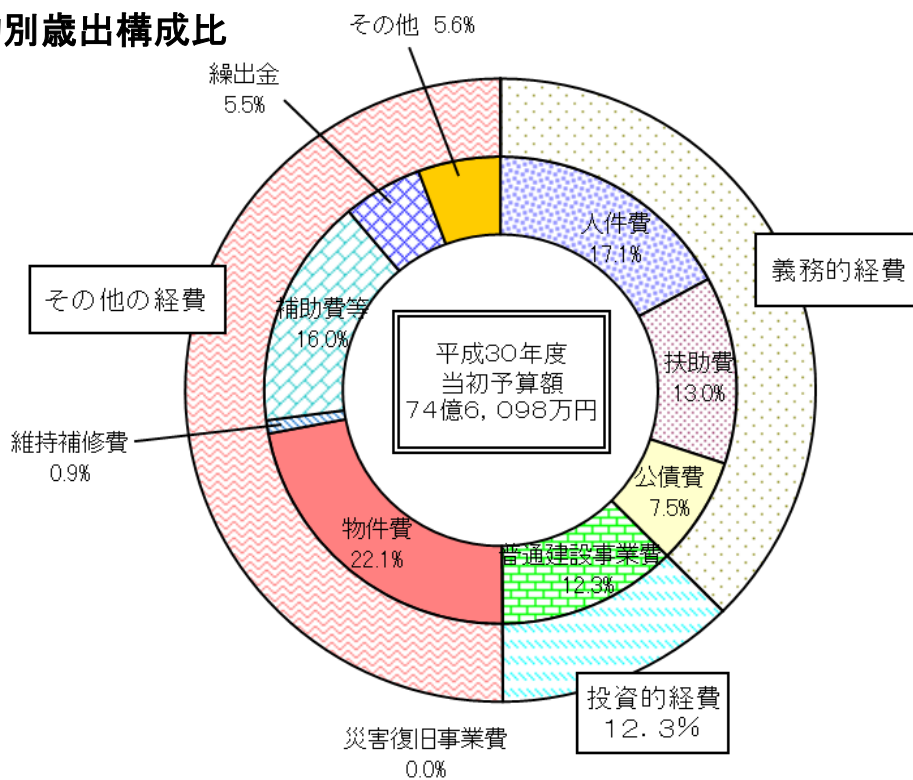 別歳出構成比
その他 5.6%
繰出金
5.5%
人件費
17.1%
義務的経費
その他の経費
補助費等
16.0%
平成30年度
当初予算額
74億6,098万円
扶助費
13.0%
維持補修費
0.9%
公債費
7.5%
物件費
22.1%
普通建設事業費
12.3%
投資的経費
12.3%
災害復旧事業費
0.0%